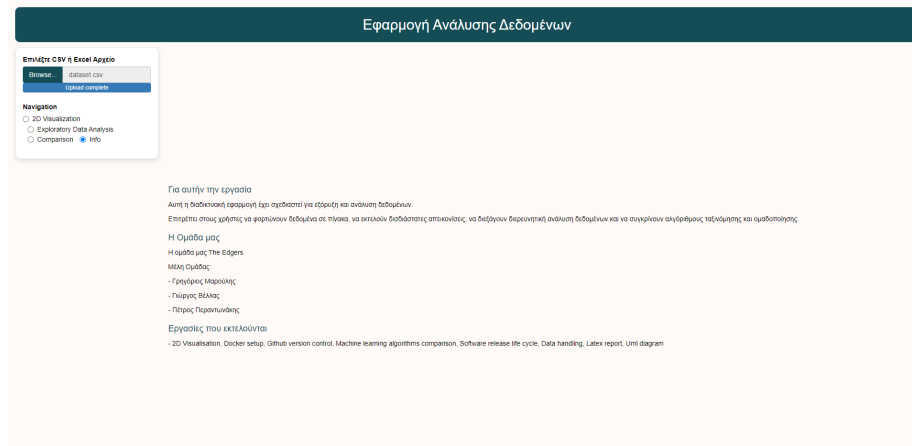 Εφαρμογή Ανάλυσης Δεδομένων
Επιλέξτε CSV ή Excel Αρχείο
Browse... dataset.csv
Upload complete
Navigation
2D Visualization
Exploratory Data Analysis
Comparison Info
Για αυτήν την εργασία
Αυτή η διαδικτυακή εφαρμογή έχει σχεδιαστεί για εξόρυξη και ανάλυση δεδομένων.
Επιτρέπει στους χρήστες να φορτώνουν δεδομένα σε πίνακα, να εκτελούν δισδιάστατες απεικονίσεις, να διεξάγουν διερευνητική ανάλυση δεδομένων και να συγκρίνουν αλγόριθμους ταξινόμησης και ομαδοποίησης.
Η Ομάδα μας
Η ομάδα μας The Edgers
Μέλη Ομάδας:
- Γρηγόριος Μαρούλης
- Γιώργος Βέλλας
- Πέτρος Περαντωνάκης
Εργασίες που εκτελούνται
- 2D Visualisation, Docker setup, Github version control, Machine learning algorithms comparison, Software release life cycle, Data handling, Latex report, Uml diagram